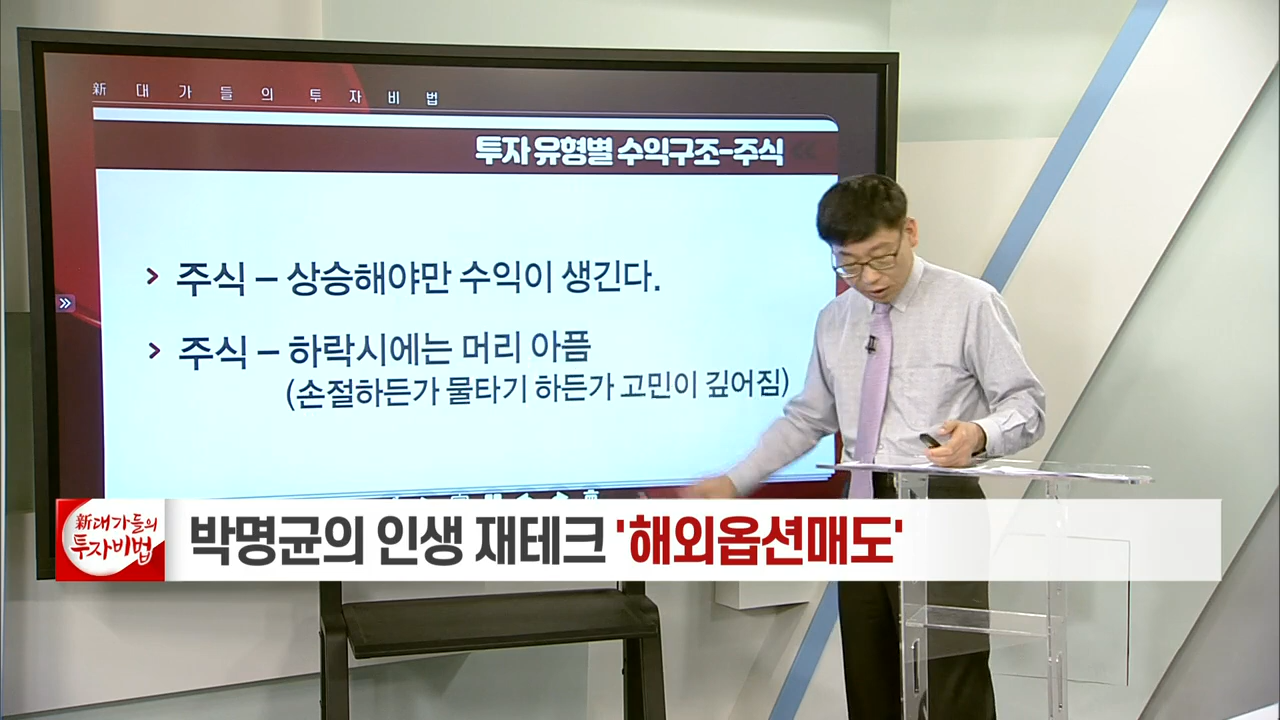 新 대 가 들 의 투 자 비 법
투자 유형별 수익구조-주식
주식 – 상승해야만 수익이 생긴다.
주식 – 하락시에는 머리 아픔
(손절하든가 물타기 하든가 고민이 깊어짐)
新대가들의
투자비법
박명균의 인생 재테크 '해외옵션매도'